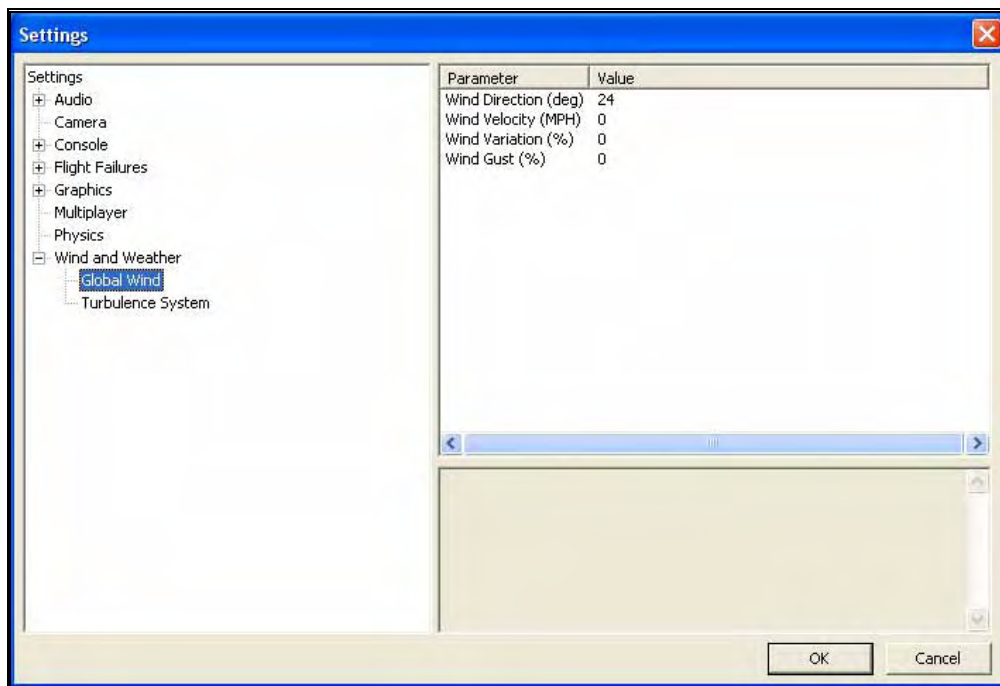 Settings
Settings
Audio
Camera
Console
Flight Failures
Graphics
Multiplayer
Physics
Wind and Weather
Global Wind
Turbulence System
Parameter Value
Wind Direction (deg) 24
Wind Velocity (MPH) 0
Wind Variation (%) 0
Wind Gust (%) 0
OK Cancel